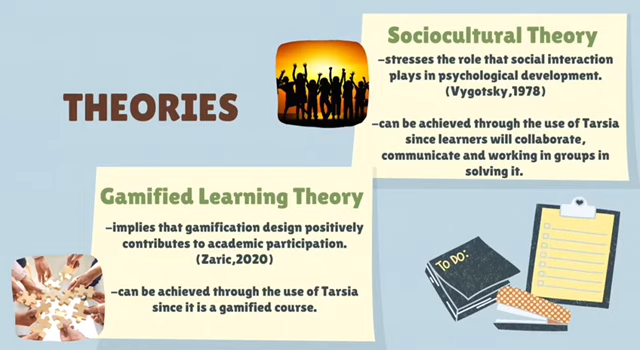 THEORIES
Sociocultural Theory
-stresses the role that social interaction
plays in psychological development.
(Vygotsky,1978)
-can be achieved through the use of Tarsia
since learners will collaborate,
communicate and working in groups in
solving it.
Gamified Learning Theory
-implies that gamification design positively
contributes to academic participation.
(Zaric,2020)
-can be achieved through the use of Tarsia
since it is a gamified course.
TO DO: